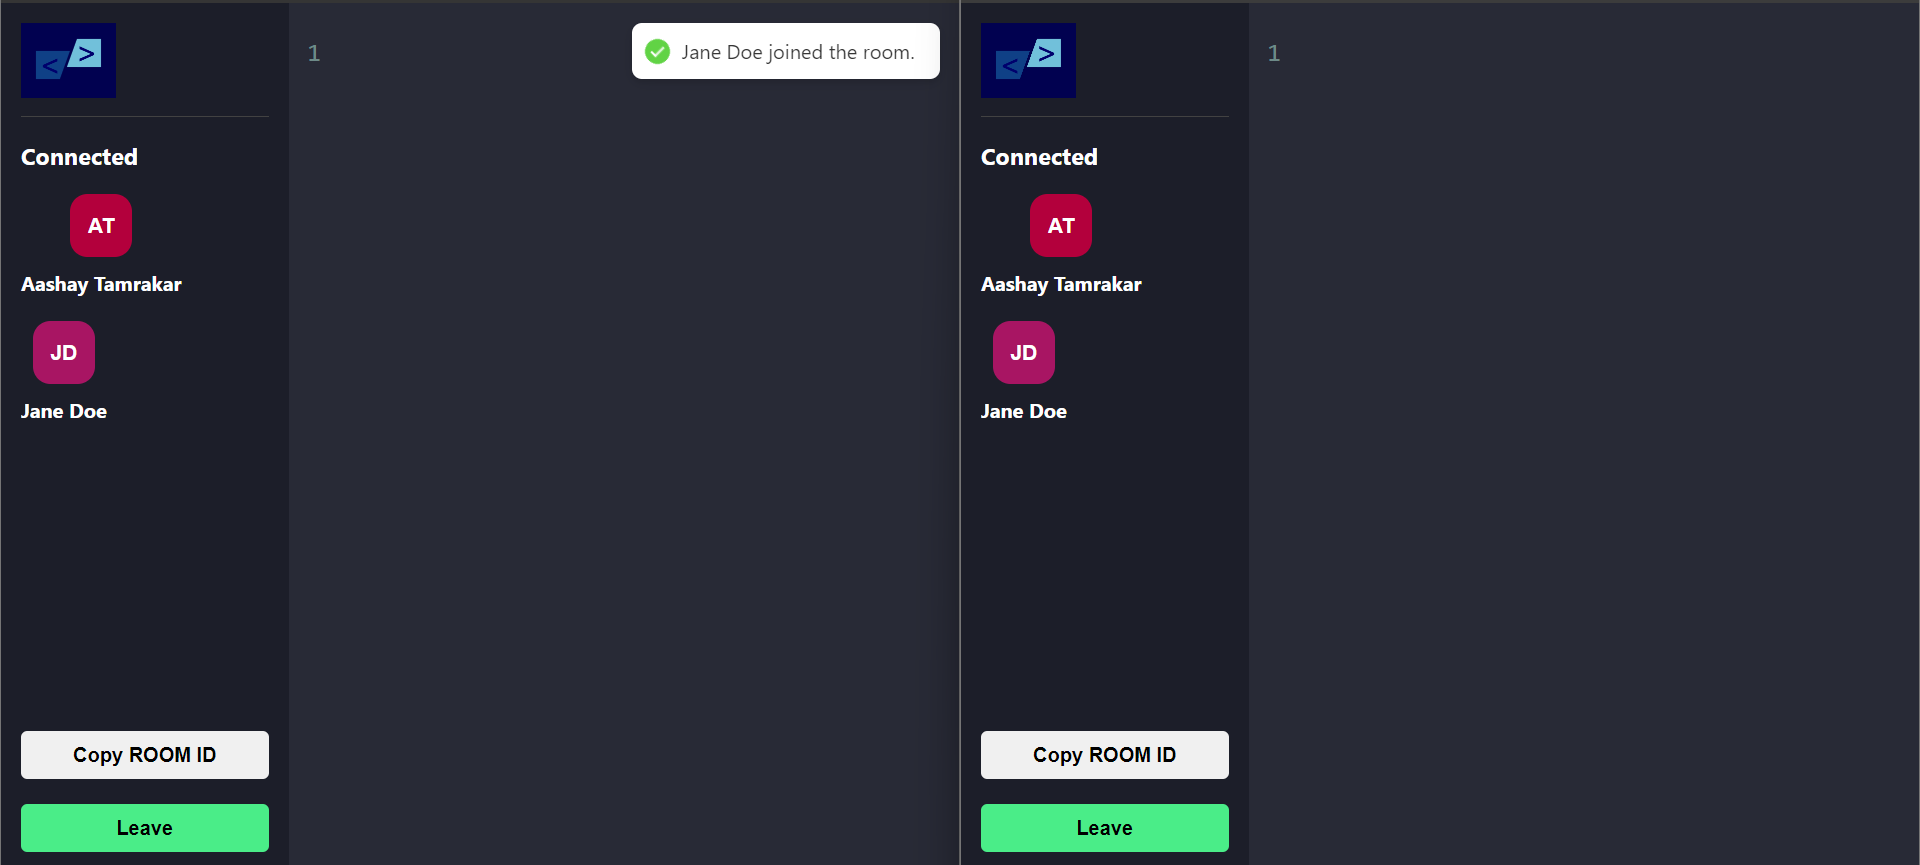 < >
1
Jane Doe joined the room.
Connected
AT
Aashay Tamrakar
JD
Jane Doe
Copy ROOM ID
Leave
< >
1
Connected
AT
Aashay Tamrakar
JD
Jane Doe
Copy ROOM ID
Leave